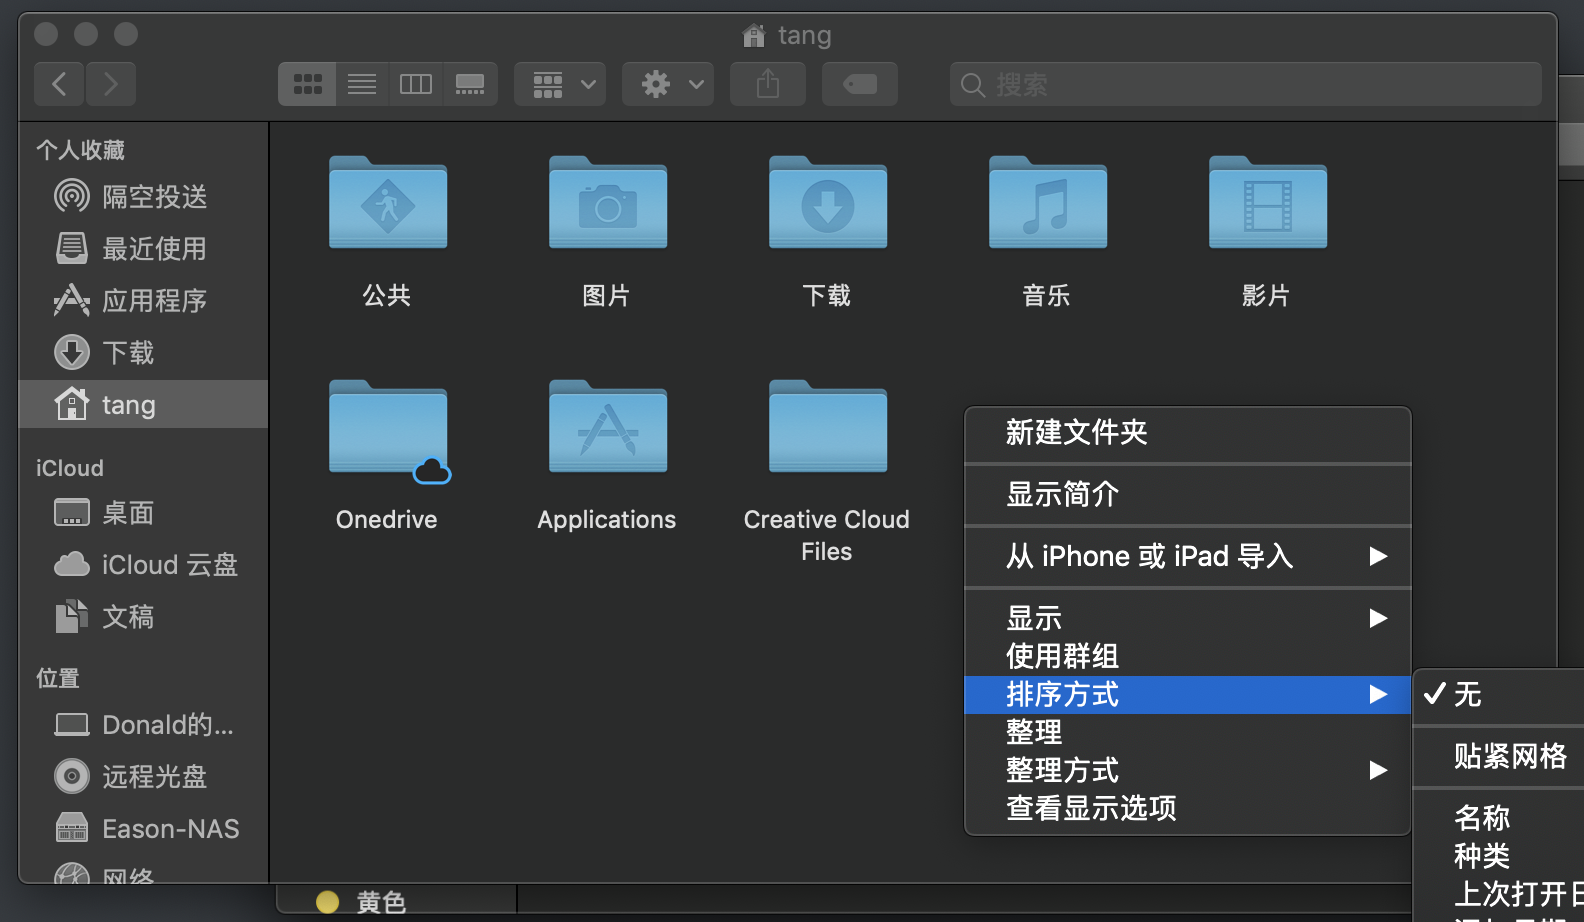 tang
搜索
个人收藏
隔空投送
最近使用
应用程序
下载
tang
iCloud
桌面
iCloud 云盘
文稿
位置
Donald的...
远程光盘
Eason-NAS
网络
公共
图片
下载
音乐
影片
Onedrive
Applications
Creative Cloud
Files
新建文件夹
显示简介
从 iPhone 或 iPad 导入
显示
使用群组
排序方式
整理
整理方式
查看显示选项
无
贴紧网格
名称
种类
上次打开日
黄色